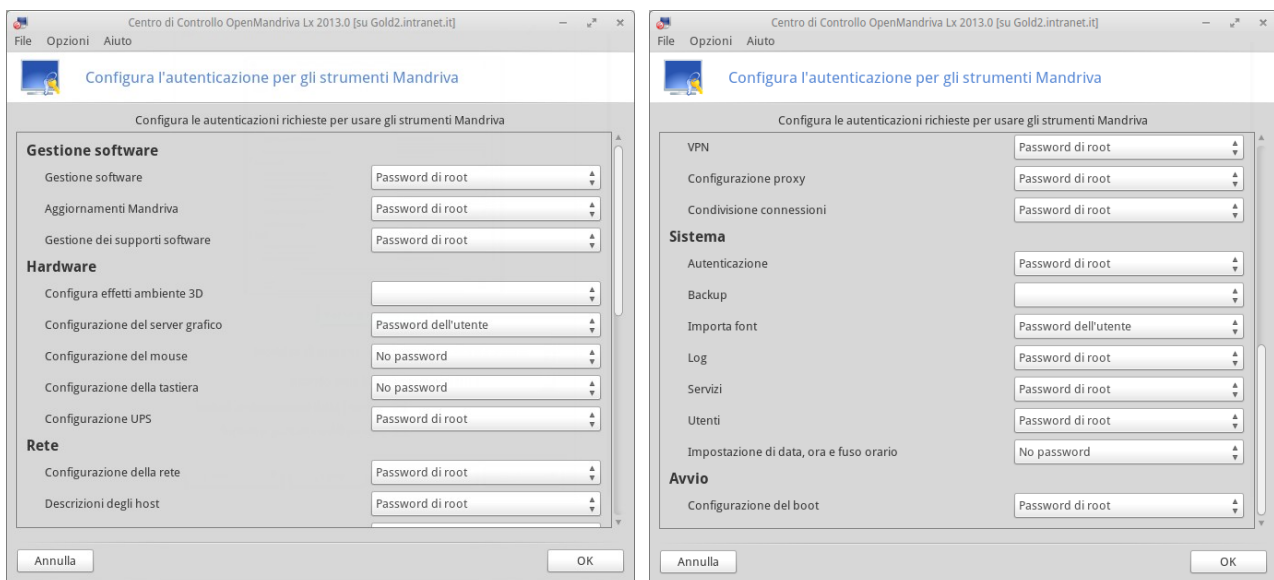 Centro di Controllo OpenMandriva Lx 2013.0 [su Gold2.intranet.it]
File Opzioni Aiuto
Configura l'autenticazione per gli strumenti Mandriva
Configura le autenticazioni richieste per usare gli strumenti Mandriva
Gestione software
Gestione software Password di root
Aggiornamenti Mandriva Password di root
Gestione dei supporti software Password di root
Hardware
Configura effetti ambiente 3D
Configurazione del server grafico Password dell'utente
Configurazione del mouse No password
Configurazione della tastiera No password
Configurazione UPS Password di root
Rete
Configurazione della rete Password di root
Descrizioni degli host Password di root
Annulla OK
Centro di Controllo OpenMandriva Lx 2013.0 [su Gold2.intranet.it]
File Opzioni Aiuto
Configura l'autenticazione per gli strumenti Mandriva
Configura le autenticazioni richieste per usare gli strumenti Mandriva
VPN Password di root
Configurazione proxy Password di root
Condivisione connessioni Password di root
Sistema
Autenticazione Password di root
Backup
Importa font Password dell'utente
Log Password di root
Servizi Password di root
Utenti Password di root
Impostazione di data, ora e fuso orario No password
Avvio
Configurazione del boot Password di root
Annulla OK